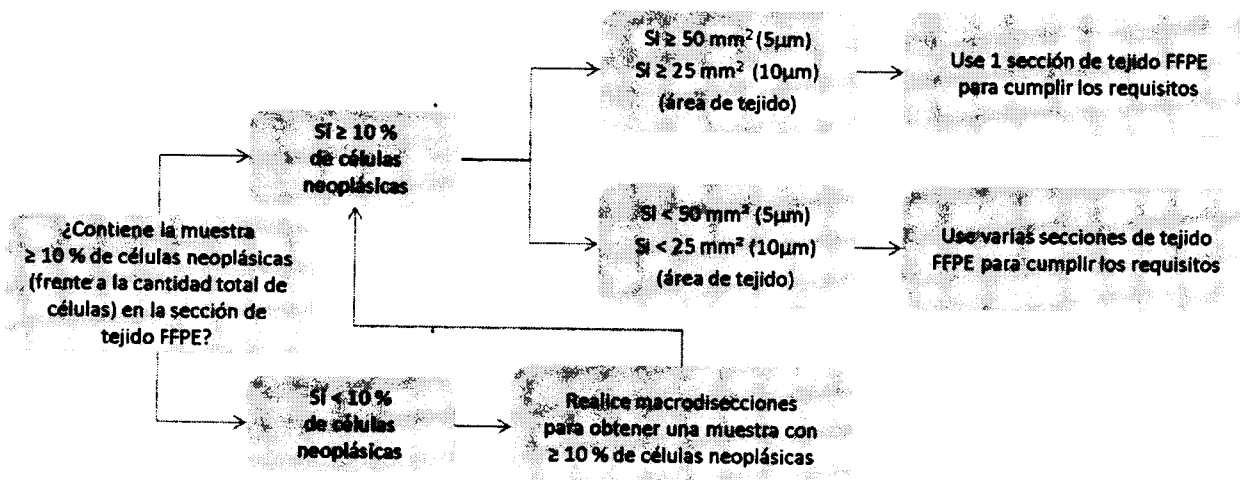 ¿Contiene la muestra
≥ 10 % de células neoplásicas
(frente a la cantidad total de
células) en la sección de
tejido FFPE?
Si ≥ 10 %
de células
neoplásicas
Si < 10 %
de células
neoplásicas
Realice macrodisecciones
para obtener una muestra con
≥ 10 % de células neoplásicas
Si ≥ 50 mm² (5µm)
Si ≥ 25 mm² (10µm)
(área de tejido)
Use 1 sección de tejido FFPE
para cumplir los requisitos
Si < 50 mm² (5µm)
Si < 25 mm² (10µm)
(área de tejido)
Use varias secciones de tejido
FFPE para cumplir los requisitos